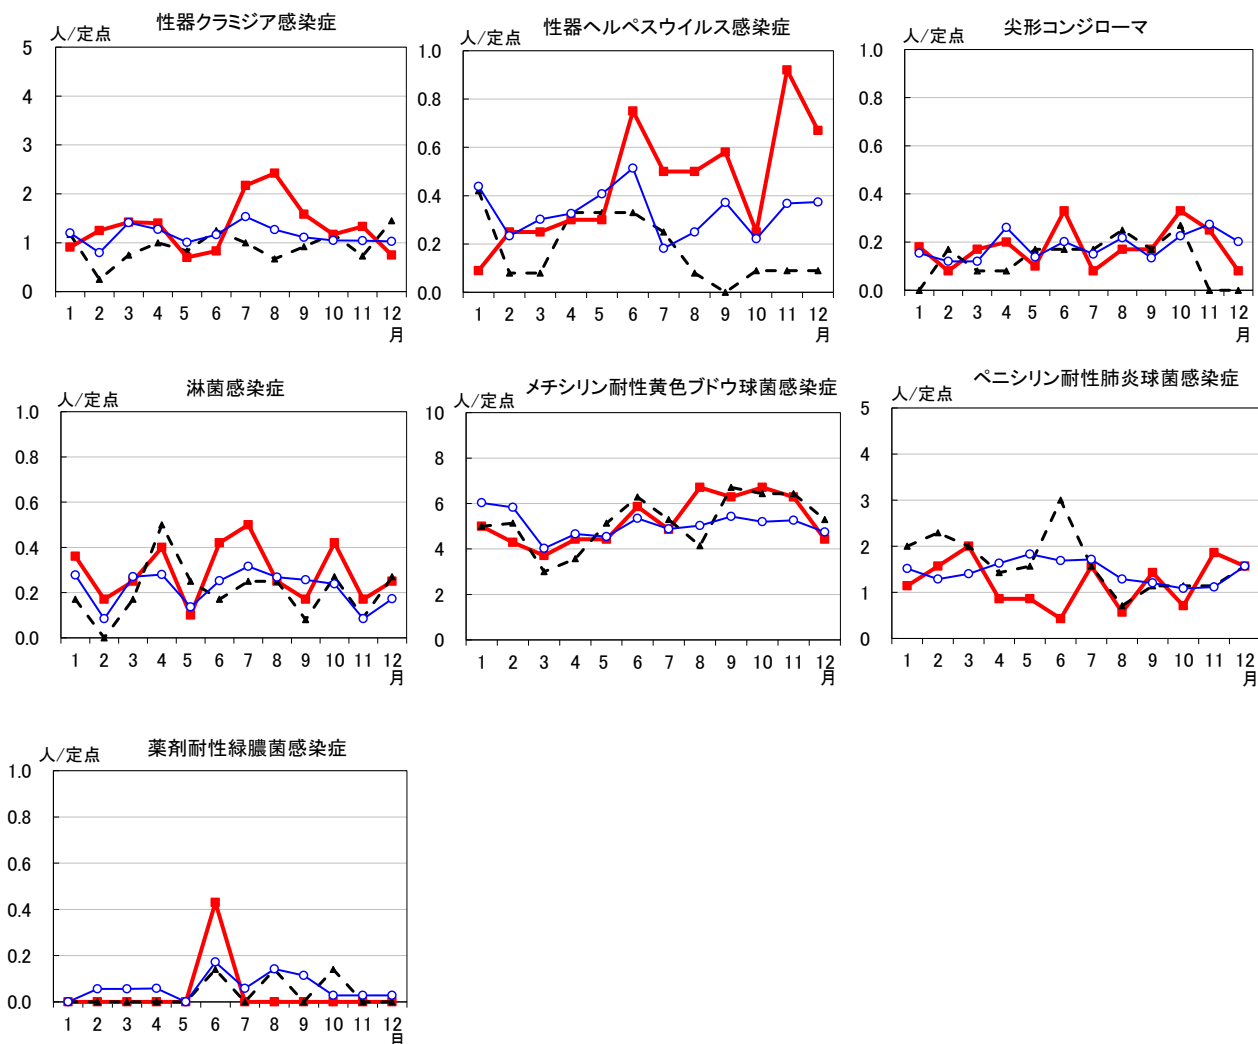 性器クラミジア感染症
人/定点
5
4
3
2
1
0
1 2 3 4 5 6 7 8 9 10 11 12
月
性器ヘルペスウイルス感染症
人/定点
1.0
0.8
0.6
0.4
0.2
0.0
1 2 3 4 5 6 7 8 9 10 11 12
月
尖形コンジローマ
人/定点
1.0
0.8
0.6
0.4
0.2
0.0
1 2 3 4 5 6 7 8 9 10 11 12
月
淋菌感染症
人/定点
1.0
0.8
0.6
0.4
0.2
0.0
1 2 3 4 5 6 7 8 9 10 11 12
月
メチシリン耐性黄色ブドウ球菌感染症
人/定点
10
8
6
4
2
0
1 2 3 4 5 6 7 8 9 10 11 12
月
ペニシリン耐性肺炎球菌感染症
人/定点
5
4
3
2
1
0
1 2 3 4 5 6 7 8 9 10 11 12
月
薬剤耐性緑膿菌感染症
人/定点
1.0
0.8
0.6
0.4
0.2
0.0
1 2 3 4 5 6 7 8 9 10 11 12
月